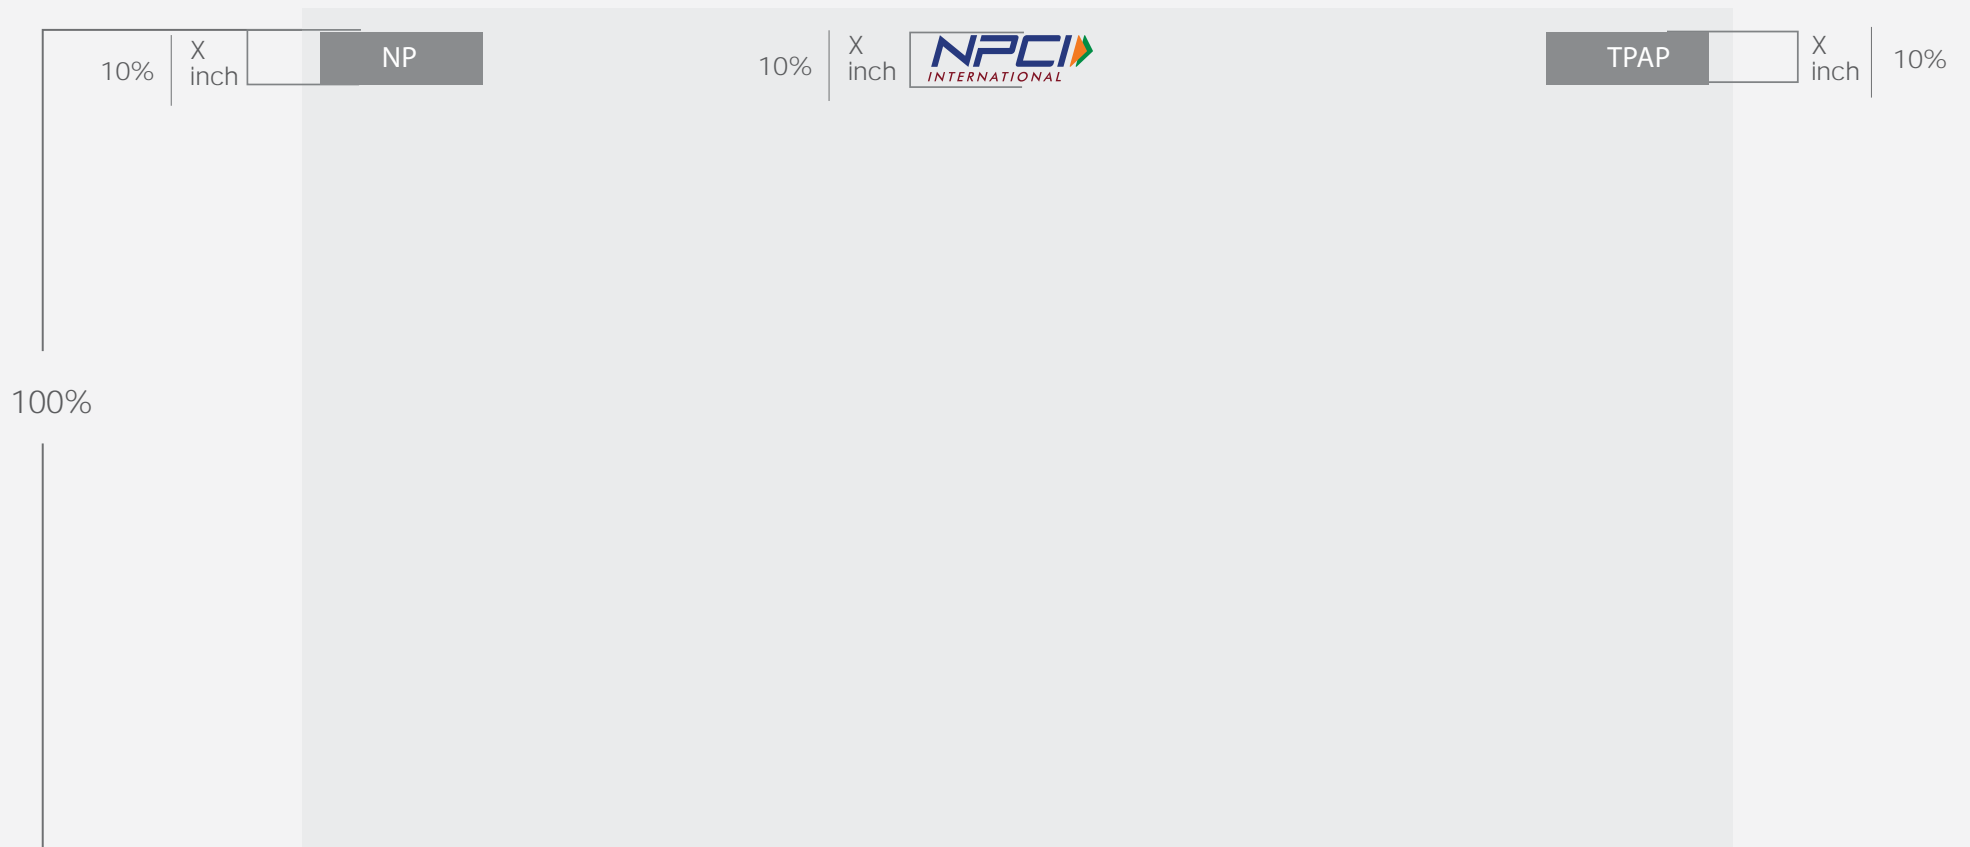 10%
X
inch
NP
10%
X
inch
NPCI
INTERNATIONAL
TPAP
X
inch
10%
100%